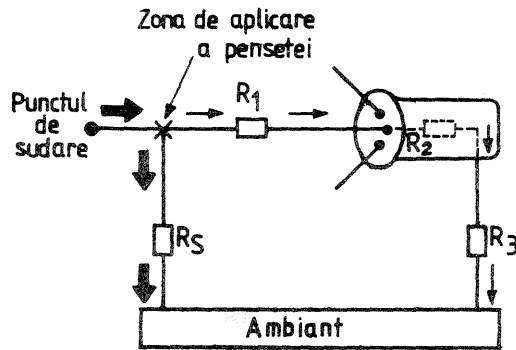 Zona de aplicare
a pensetei
Punctul
de
sudare
R1
R2
RS
R3
Ambiant